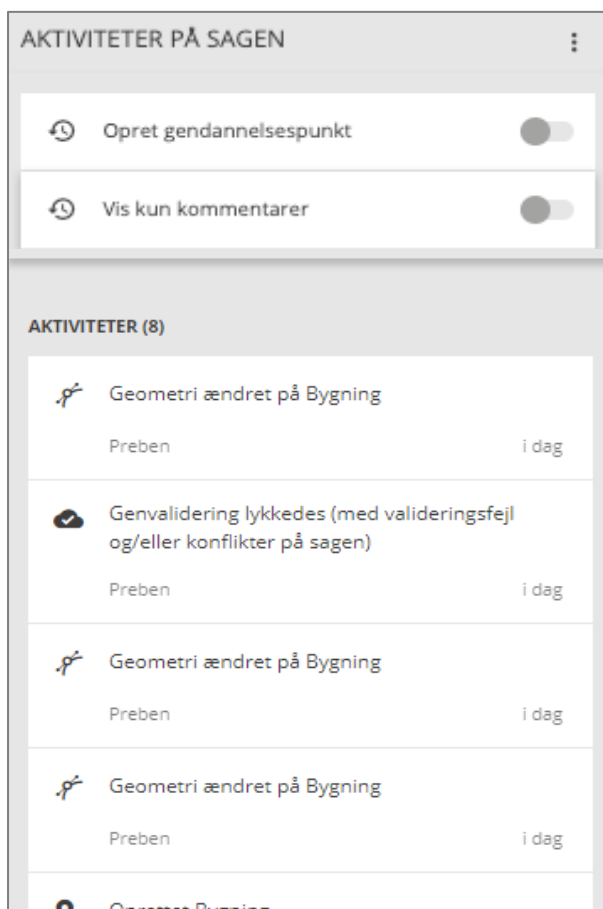 AKTIVITETER PÅ SAGEN
Opret gendannelsespunkt
Vis kun kommentarer
AKTIVITETER (8)
Geometri ændret på Bygning
Preben i dag
Genvalidering lykkedes (med valideringsfejl
og/eller konflikter på sagen)
Preben i dag
Geometri ændret på Bygning
Preben i dag
Geometri ændret på Bygning
Preben i dag
Oprettet Bygning